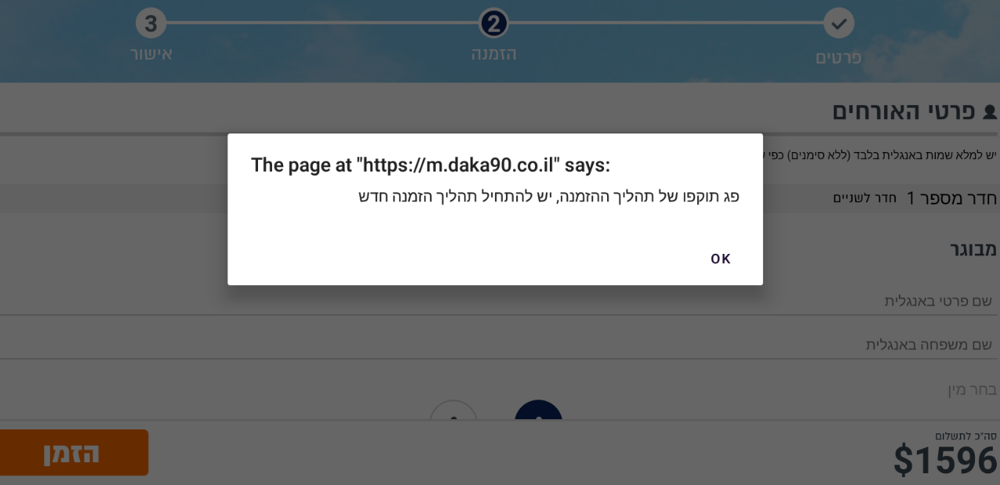 פרטים
2
הזמנה
3
אישור
פרטי האורחים
יש למלא שמות באנגלית בלבד (ללא סימנים) כפי
חדר מספר 1 חדר לשניים
The page at "https://m.daka90.co.il" says:
פג תוקפו של תהליך ההזמנה, יש להתחיל תהליך הזמנה חדש
OK
מבוגר
שם פרטי באנגלית
שם משפחה באנגלית
בחר מין
סה"כ לתשלום
$1596
הזמן